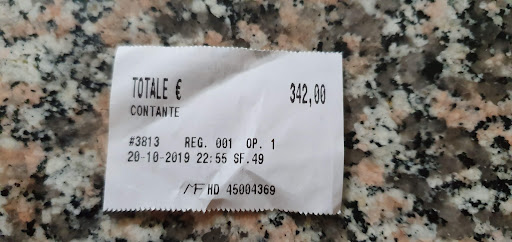 TOTALE € 342,00
CONTANTE
#3813 REG. 001 OP. 1
20-10-2019 22:55 SF.49
HD 45004369